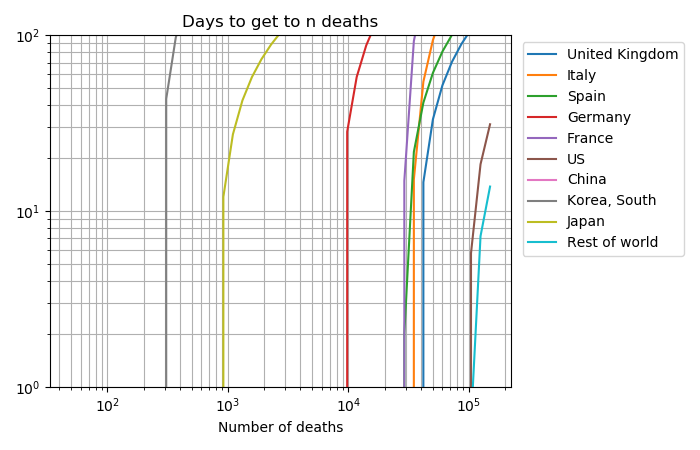 Days to get to n deaths
10²
10¹
10⁰
10²
10³
10⁴
10⁵
Number of deaths
United Kingdom
Italy
Spain
Germany
France
US
China
Korea, South
Japan
Rest of world